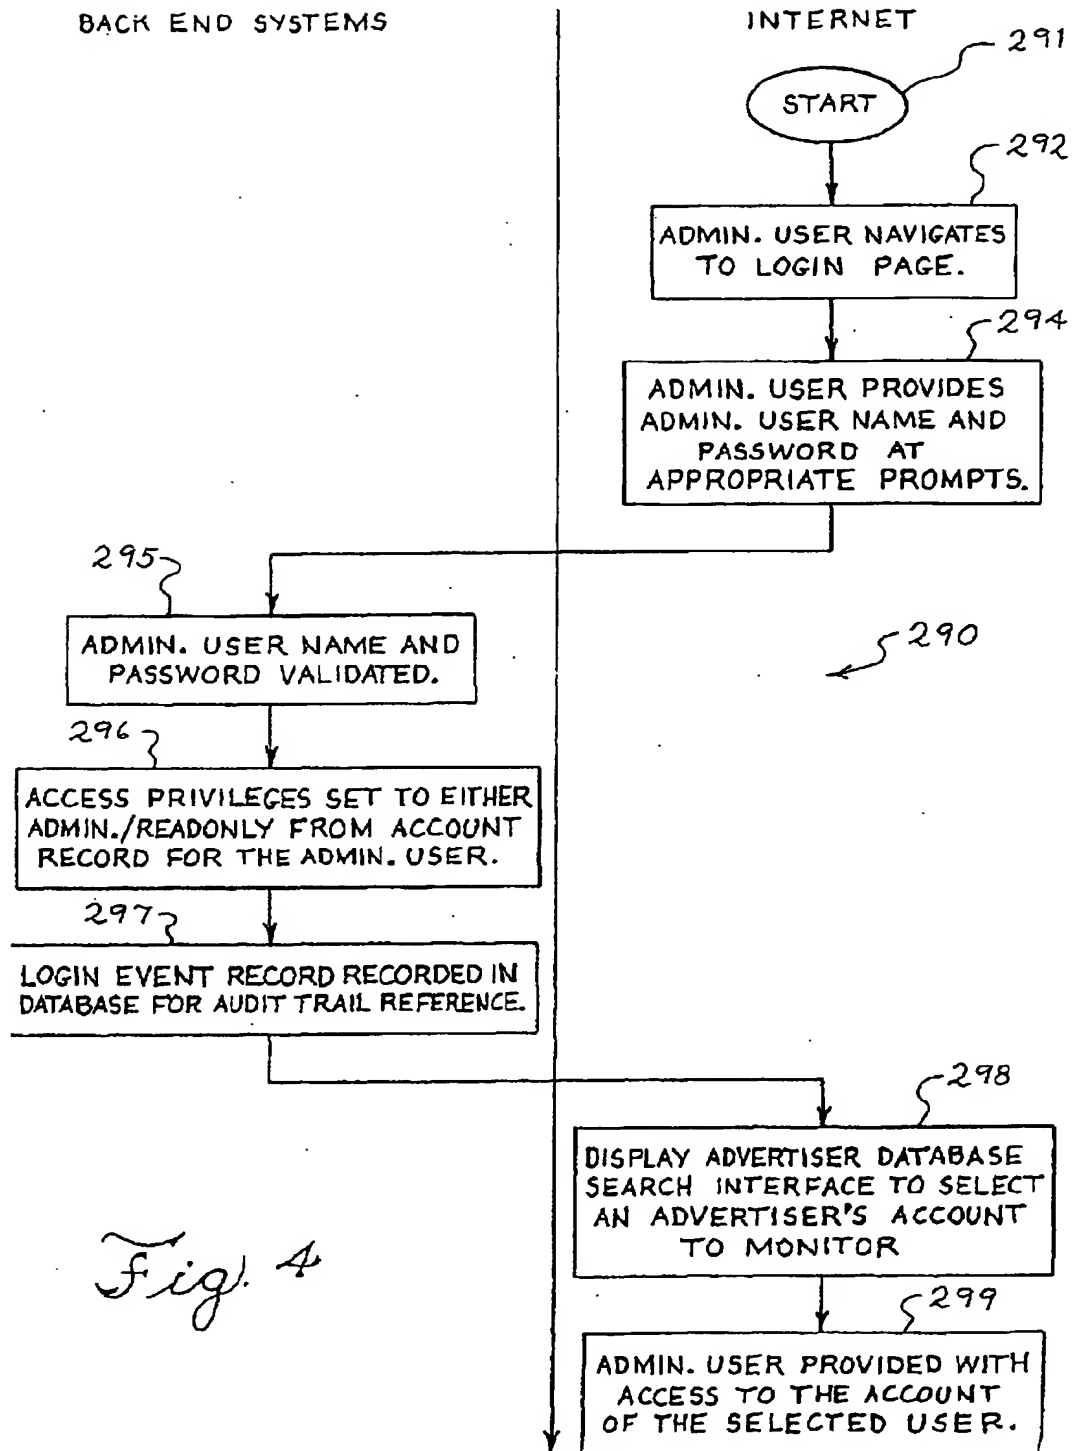 BACK END SYSTEMS
INTERNET
291
START
292
ADMIN. USER NAVIGATES
TO LOGIN PAGE.
294
ADMIN. USER PROVIDES
ADMIN. USER NAME AND
PASSWORD AT
APPROPRIATE PROMPTS.
295
ADMIN. USER NAME AND
PASSWORD VALIDATED.
290
296
ACCESS PRIVILEGES SET TO EITHER
ADMIN./READONLY FROM ACCOUNT
RECORD FOR THE ADMIN. USER.
297
LOGIN EVENT RECORD RECORDED IN
DATABASE FOR AUDIT TRAIL REFERENCE.
298
DISPLAY ADVERTISER DATABASE
SEARCH INTERFACE TO SELECT
AN ADVERTISER'S ACCOUNT
TO MONITOR
299
ADMIN. USER PROVIDED WITH
ACCESS TO THE ACCOUNT
OF THE SELECTED USER.
Fig. 4